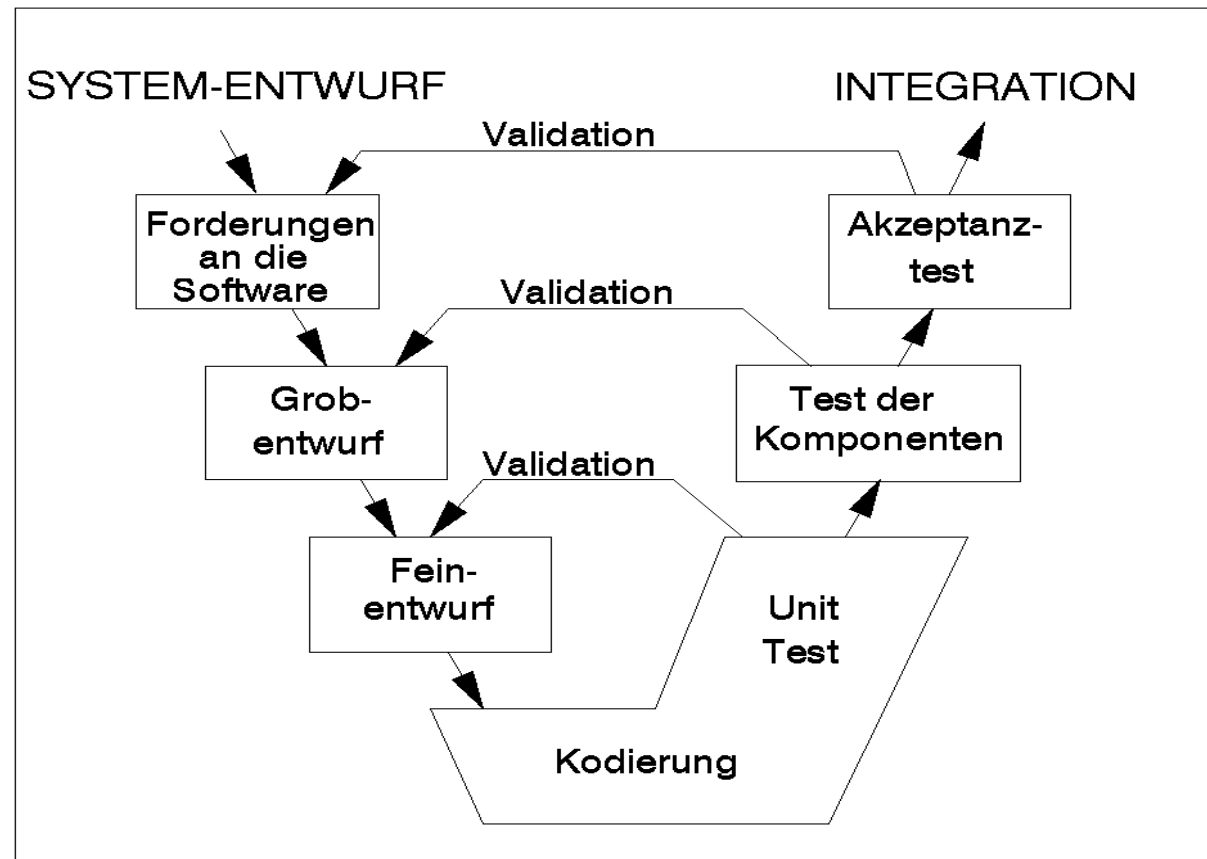 SYSTEM-ENTWURF
INTEGRATION
Validation
Forderungen
an die
Software
Akzeptanz-
test
Validation
Grob-
entwurf
Test der
Komponenten
Validation
Fein-
entwurf
Unit
Test
Kodierung